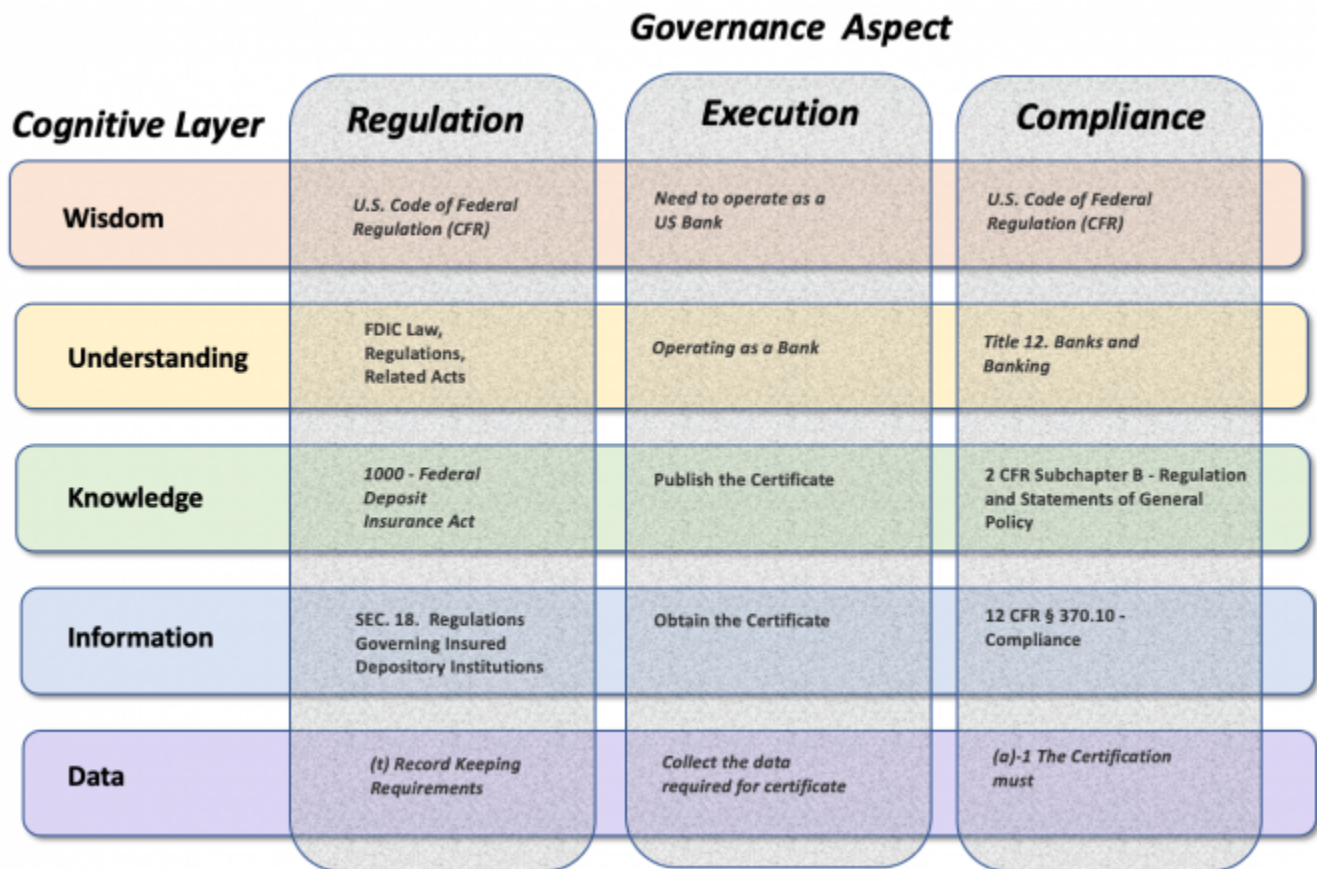 Governance Aspect
Cognitive Layer
Regulation
Execution
Compliance
Wisdom
U.S. Code of Federal
Regulation (CFR)
Need to operate as a
US Bank
U.S. Code of Federal
Regulation (CFR)
Understanding
FDIC Law,
Regulations,
Related Acts
Operating as a Bank
Title 12. Banks and
Banking
Knowledge
1000 - Federal
Deposit
Insurance Act
Publish the Certificate
2 CFR Subchapter B - Regulation
and Statements of General
Policy
Information
SEC. 18. Regulations
Governing Insured
Depository Institutions
Obtain the Certificate
12 CFR § 370.10 -
Compliance
Data
(t) Record Keeping
Requirements
Collect the data
required for certificate
(a)-1 The Certification
must